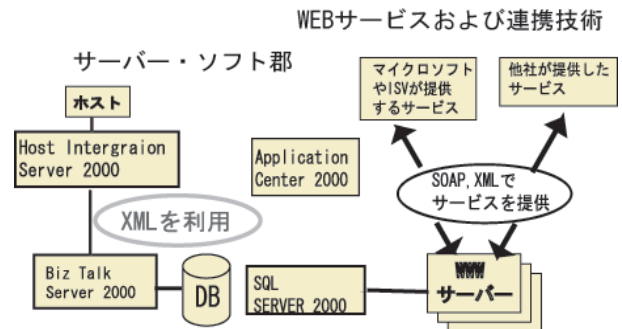 WEBサービスおよび連携技術
サーバー・ソフト郡
マイクロソフト
やISVが提供
するサービス
他社が提供した
サービス
ホスト
Host Intergraion
Server 2000
Application
Center 2000
SOAP,XMLで
サービスを提供
XMLを利用
Biz Talk
Server 2000
DB
SQL
SERVER 2000
WWW
サーバー